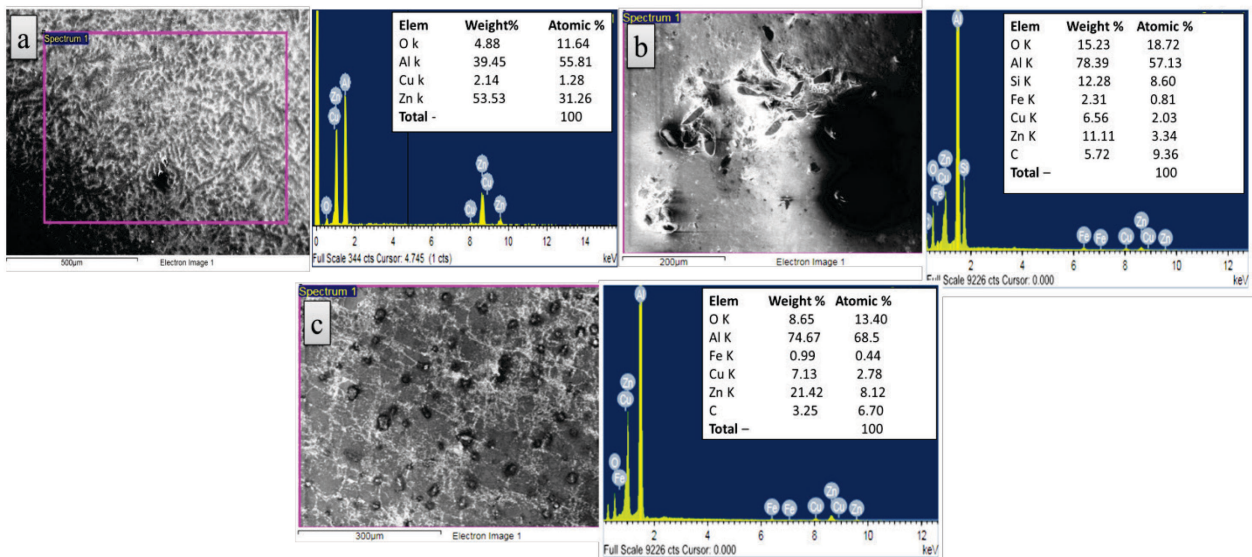 a
Spectrum 1
500µm Electron Image 1
Elem Weight% Atomic %
O k 4.88 11.64
Al k 39.45 55.81
Cu k 2.14 1.28
Zn k 53.53 31.26
Total - 100
O
Cu
Zn
Al
Cu
Zn
Cu
Zn
0 2 4 6 8 10 12 14
Full Scale 344 cts Cursor: 4.745 (1 cts) keV
Spectrum 1
b
200µm Electron Image 1
Elem Weight % Atomic %
O K 15.23 18.72
Al K 78.39 57.13
Si K 12.28 8.60
Fe K 2.31 0.81
Cu K 6.56 2.03
Zn K 11.11 3.34
C 5.72 9.36
Total – 100
Al
O
Zn
Cu
Fe
Si
Fe
Fe
Cu
Zn
Cu
Zn
2 4 6 8 10 12
Full Scale 9226 cts Cursor: 0.000 keV
Spectrum 1
c
300µm Electron Image 1
Elem Weight % Atomic %
O K 8.65 13.40
Al K 74.67 68.5
Fe K 0.99 0.44
Cu K 7.13 2.78
Zn K 21.42 8.12
C 3.25 6.70
Total – 100
Al
Zn
Cu
O
Fe
Fe
Fe
Cu
Zn
Cu
Zn
2 4 6 8 10 12
Full Scale 9226 cts Cursor: 0.000 keV